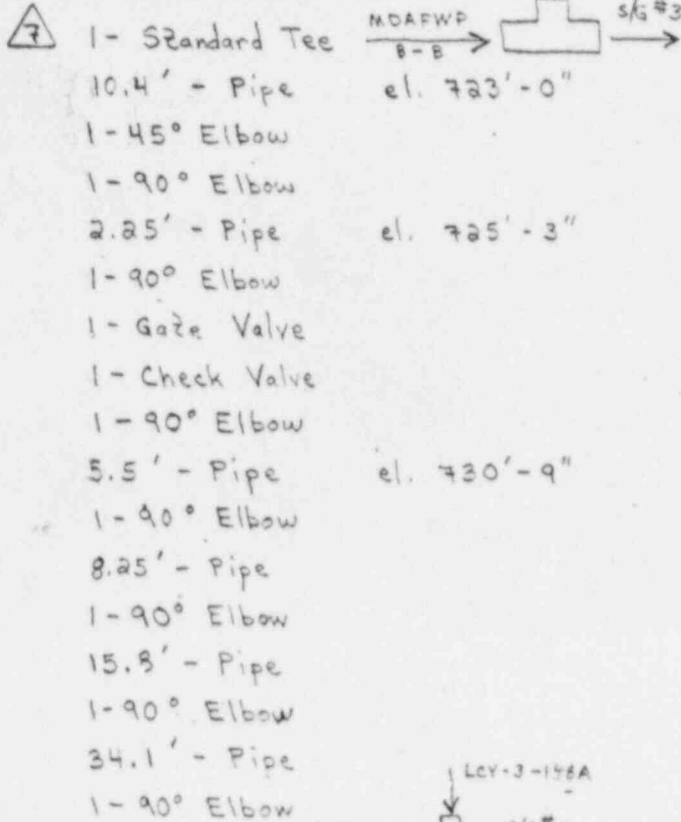 7 1- Standard Tee MDAFWP B-B S/G #3
10.4' - Pipe el. 723'-0"
1-45° Elbow
1-90° Elbow
2.25' - Pipe el. 725'-3"
1-90° Elbow
1- Gate Valve
1- Check Valve
1-90° Elbow
5.5' - Pipe el. 730'-9"
1-90° Elbow
8.25' - Pipe
1-90° Elbow
15.8' - Pipe
1-90° Elbow
34.1' - Pipe
LCV-3-148A
1-90° Elbow